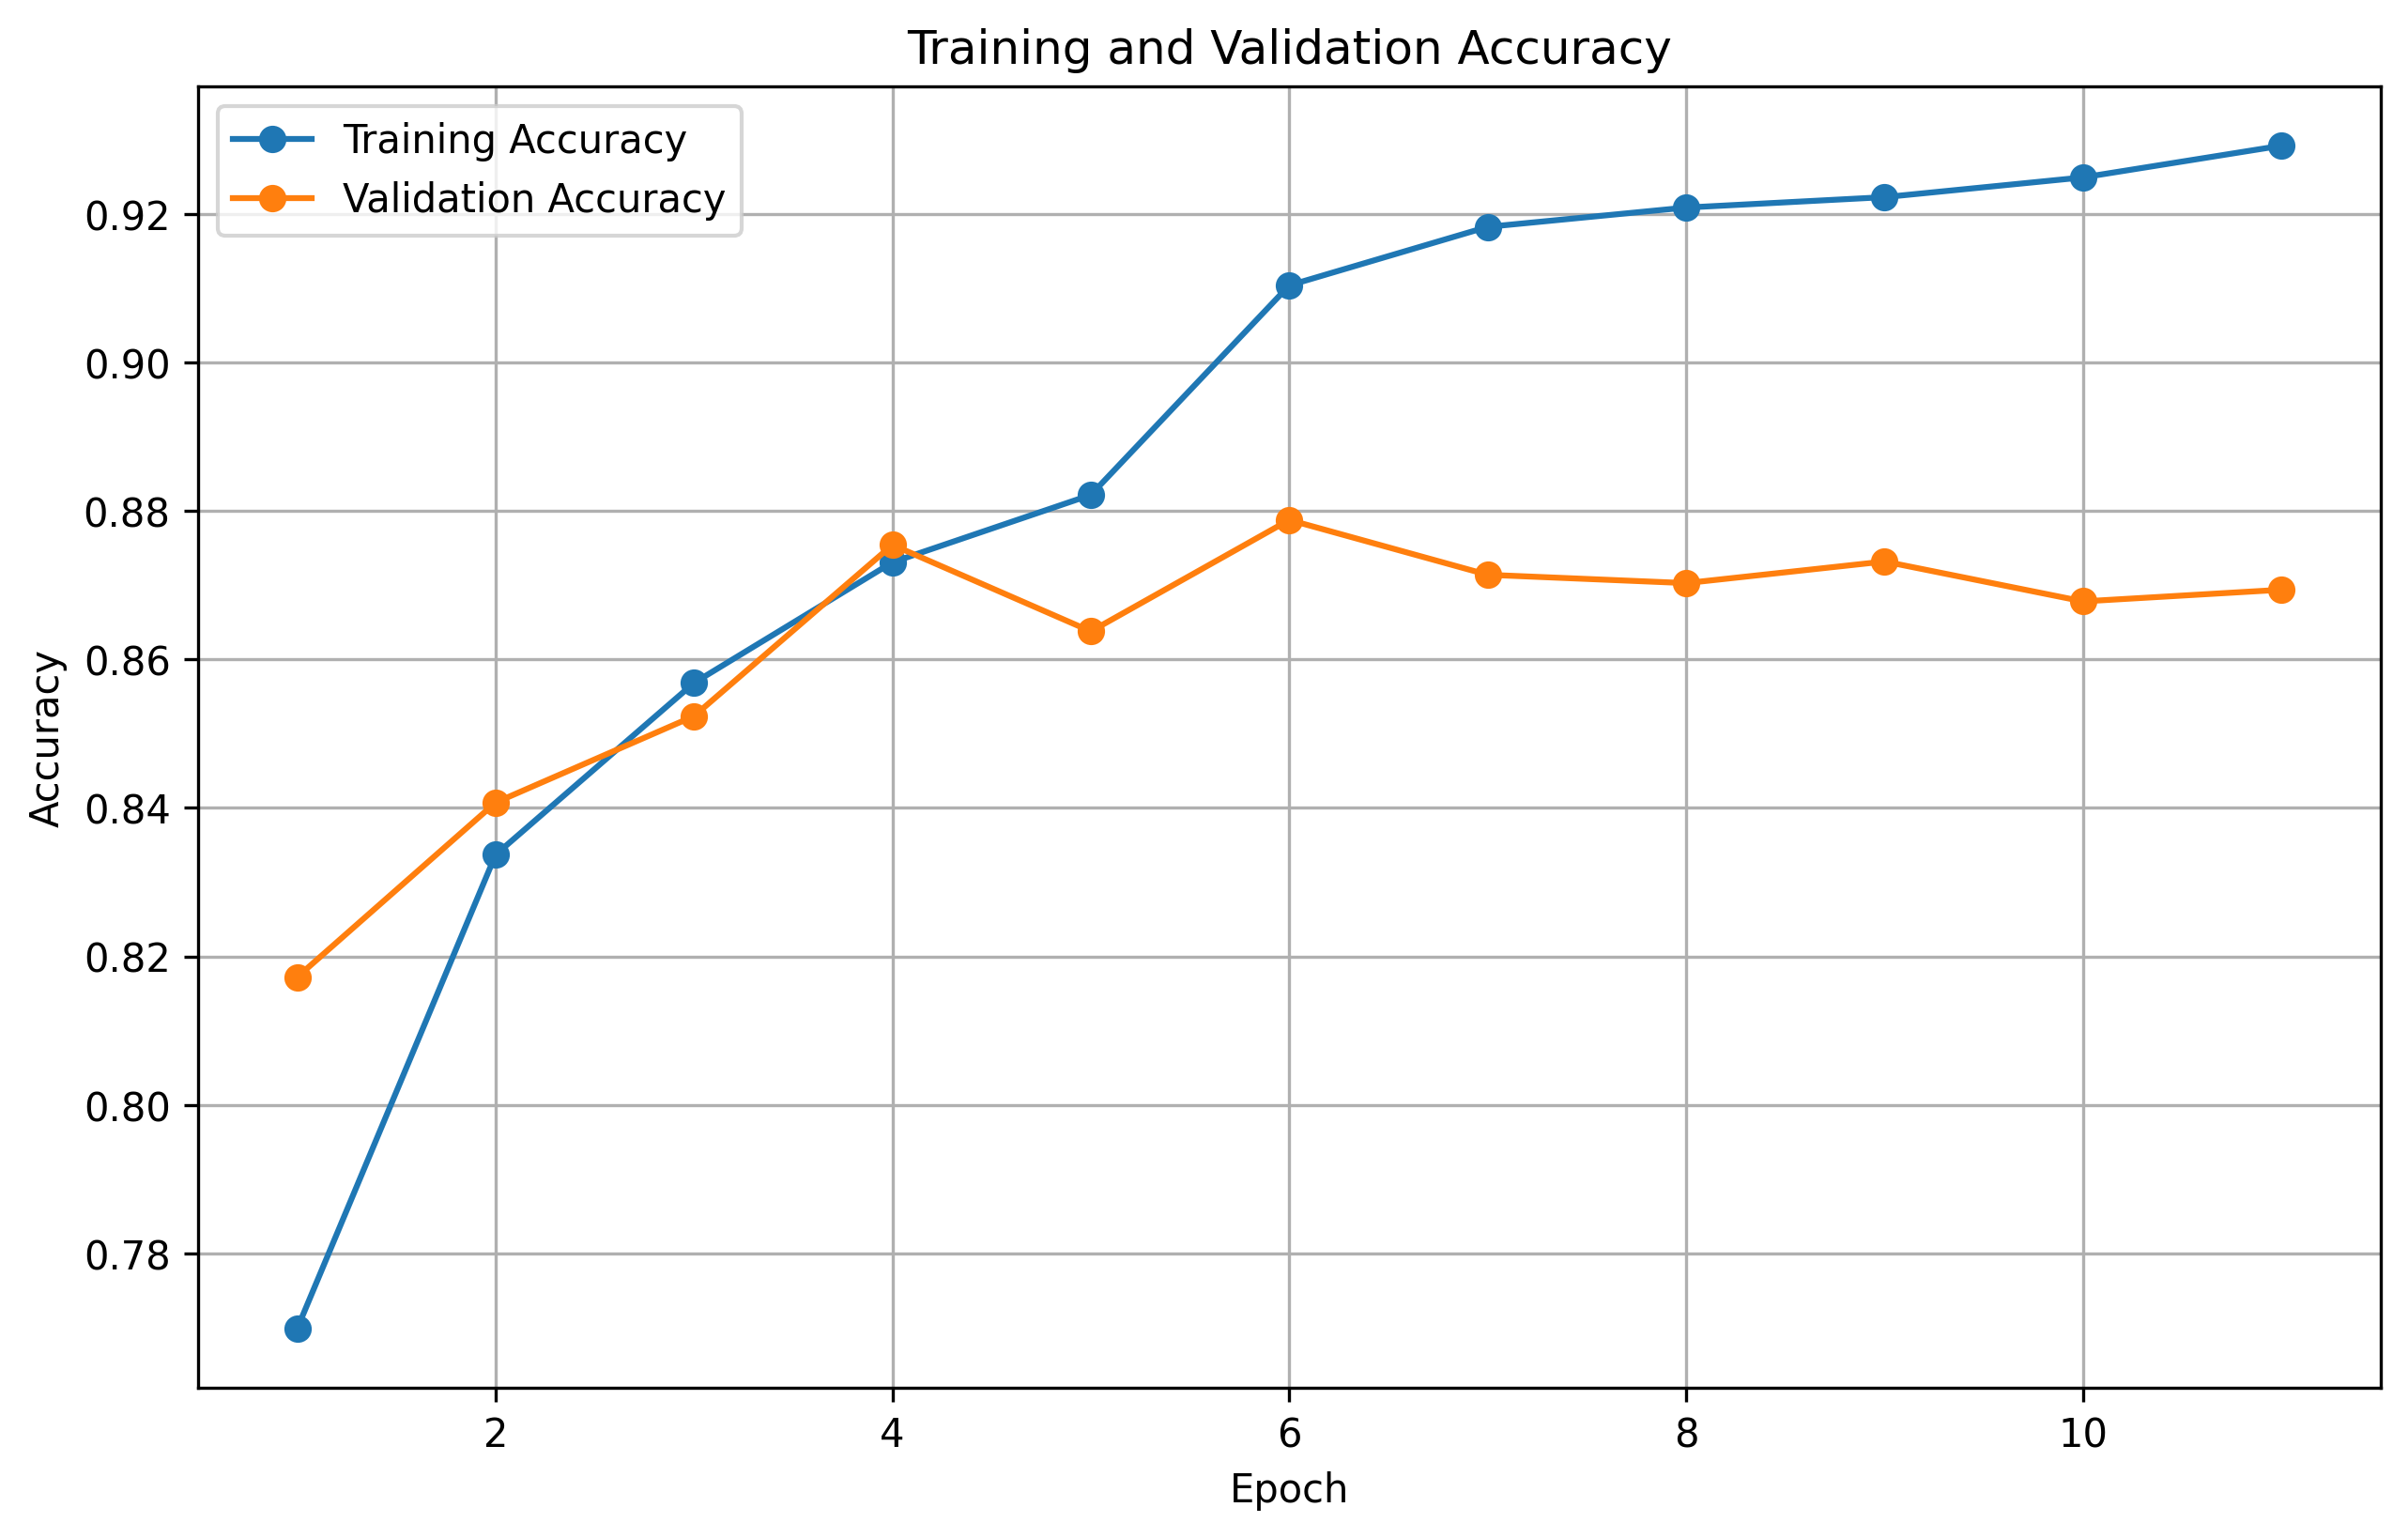 Training and Validation Accuracy
Training Accuracy
Validation Accuracy
0.92
0.90
0.88
0.86
0.84
0.82
0.80
0.78
Accuracy
2 4 6 8 10
Epoch